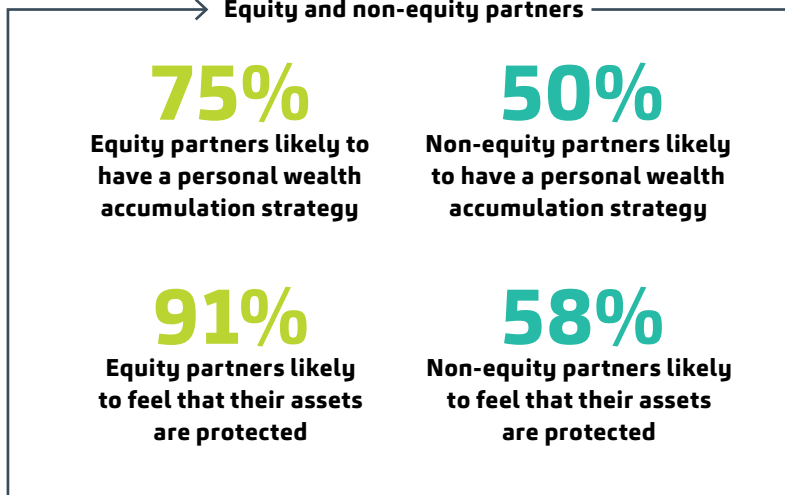 Equity and non-equity partners
75%
Equity partners likely to
have a personal wealth
accumulation strategy
50%
Non-equity partners likely
to have a personal wealth
accumulation strategy
91%
Equity partners likely
to feel that their assets
are protected
58%
Non-equity partners likely
to feel that their assets
are protected